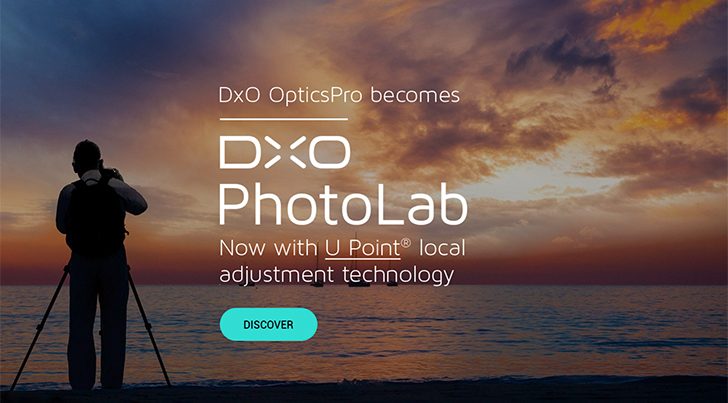 DxO OpticsPro becomes
DXO
PhotoLab
Now with U Point® local
adjustment technology
DISCOVER